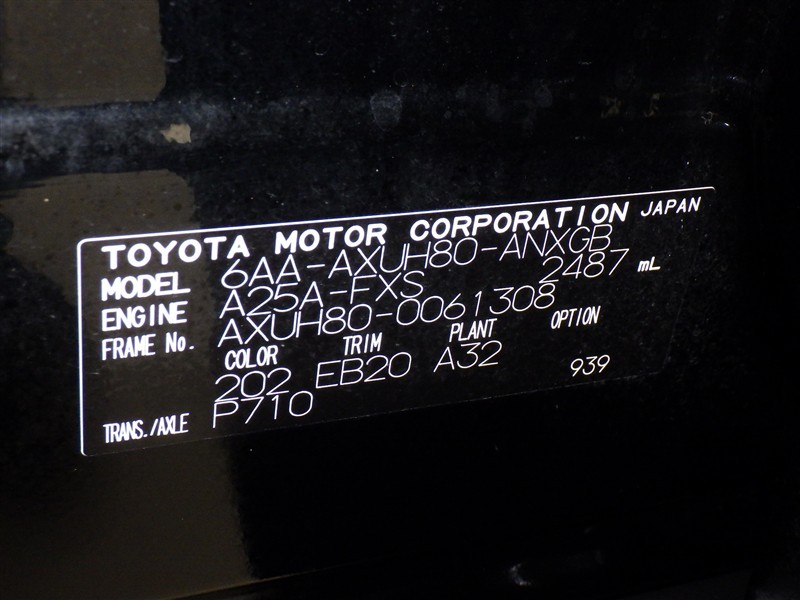 TOYOTA MOTOR CORPORATION JAPAN
MODEL 6AA-AXUH80-ANXGB
ENGINE A25A-FXS 2487 mL
FRAME No. AXUH80-0061308
COLOR TRIM PLANT OPTION
202 EB20 A32 939
TRANS./AXLE P710